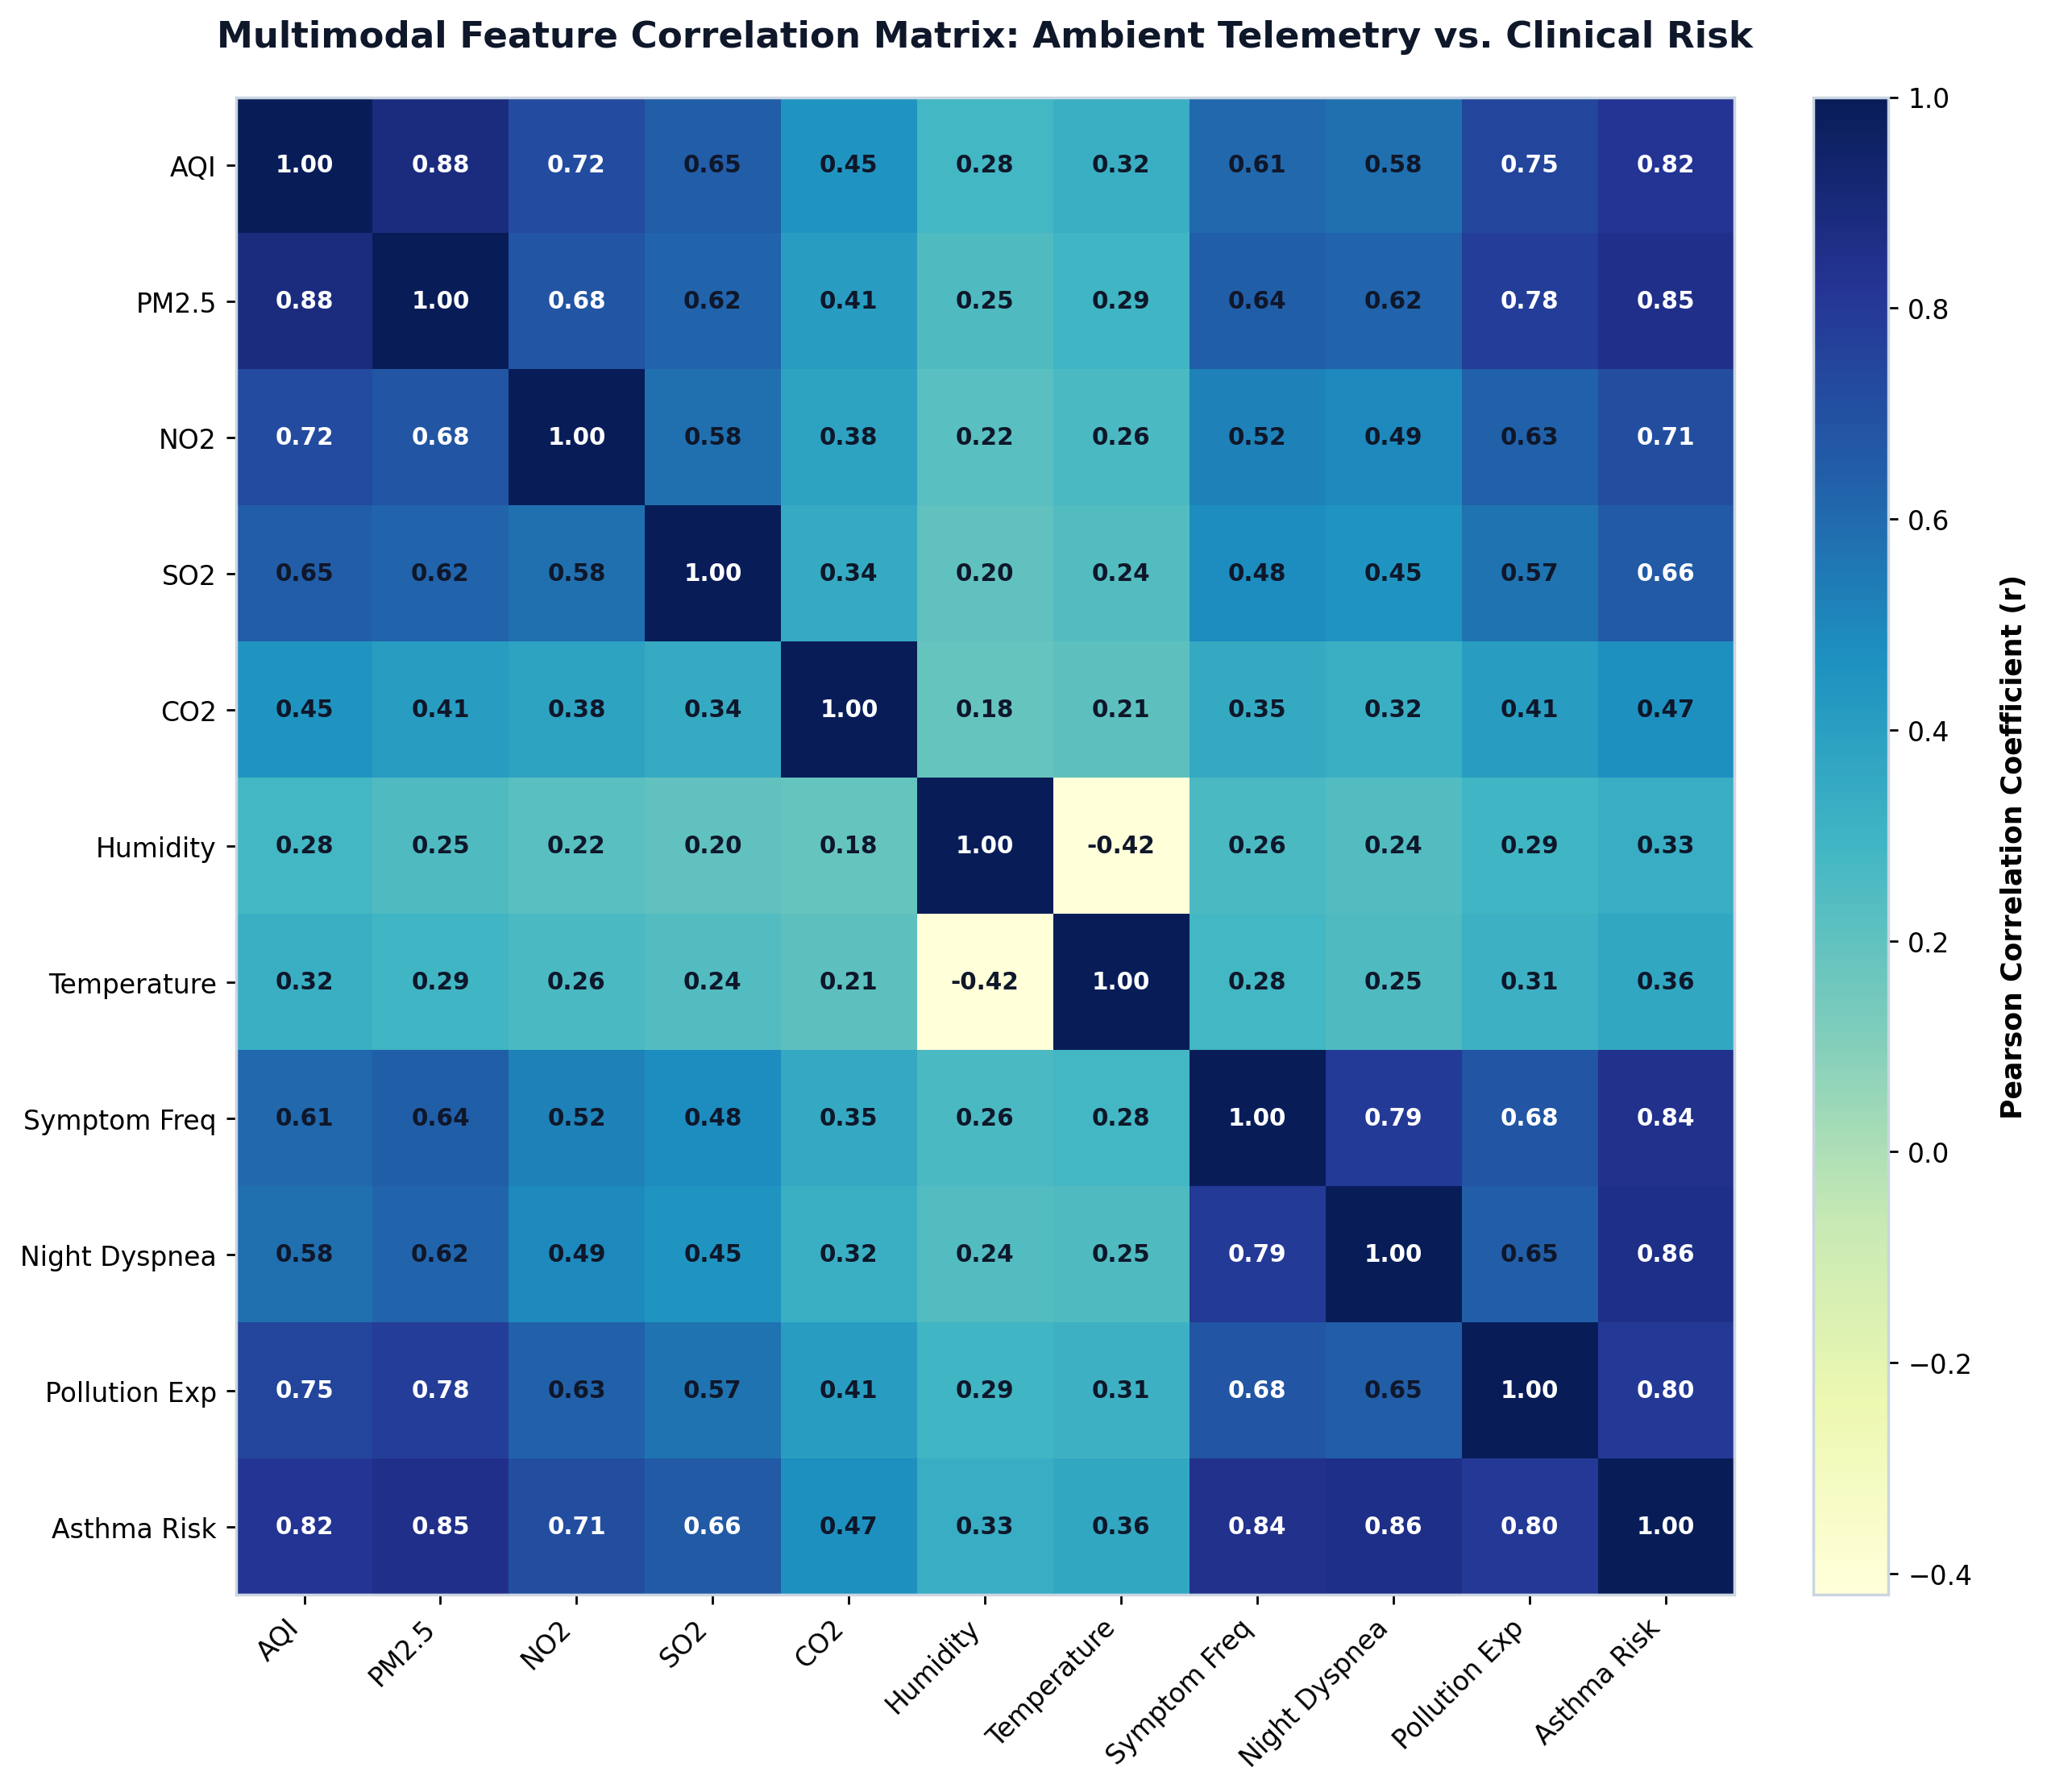 Multimodal Feature Correlation Matrix: Ambient Telemetry vs. Clinical Risk
AQI 1.00 0.88 0.72 0.65 0.45 0.28 0.32 0.61 0.58 0.75 0.82
PM2.5 0.88 1.00 0.68 0.62 0.41 0.25 0.29 0.64 0.62 0.78 0.85
NO2 0.72 0.68 1.00 0.58 0.38 0.22 0.26 0.52 0.49 0.63 0.71
SO2 0.65 0.62 0.58 1.00 0.34 0.20 0.24 0.48 0.45 0.57 0.66
CO2 0.45 0.41 0.38 0.34 1.00 0.18 0.21 0.35 0.32 0.41 0.47
Humidity 0.28 0.25 0.22 0.20 0.18 1.00 -0.42 0.26 0.24 0.29 0.33
Temperature 0.32 0.29 0.26 0.24 0.21 -0.42 1.00 0.28 0.25 0.31 0.36
Symptom Freq 0.61 0.64 0.52 0.48 0.35 0.26 0.28 1.00 0.79 0.68 0.84
Night Dyspnea 0.58 0.62 0.49 0.45 0.32 0.24 0.25 0.79 1.00 0.65 0.86
Pollution Exp 0.75 0.78 0.63 0.57 0.41 0.29 0.31 0.68 0.65 1.00 0.80
Asthma Risk 0.82 0.85 0.71 0.66 0.47 0.33 0.36 0.84 0.86 0.80 1.00
AQI PM2.5 NO2 SO2 CO2 Humidity Temperature Symptom Freq Night Dyspnea Pollution Exp Asthma Risk
1.0
0.8
0.6
0.4
0.2
0.0
−0.2
−0.4
Pearson Correlation Coefficient (r)